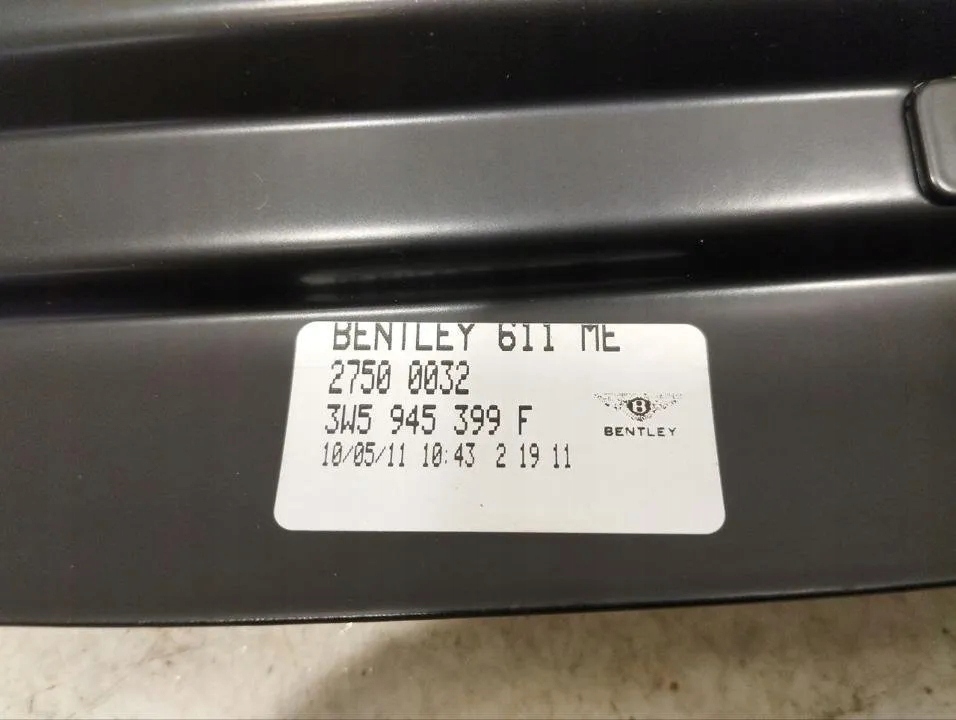 BENTLEY 611 ME
2750 0032
3W5 945 399 F
10/05/11 10:43 2 19 11
B
BENTLEY